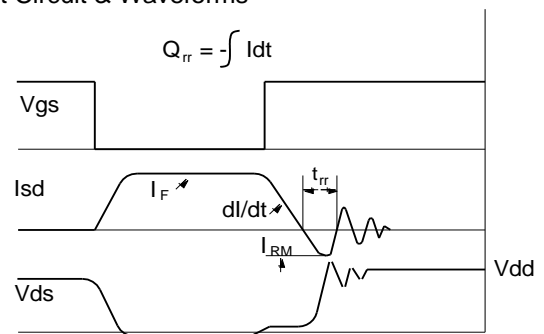 t Circuit & Waveforms
Qrr = -∫ Idt
Vgs
Isd
IF
dI/dt
trr
IRM
Vdd
Vds